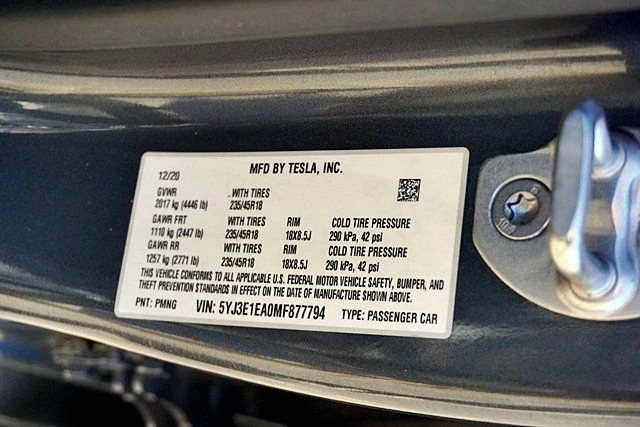 12/20 MFD BY TESLA, INC.
GVWR WITH TIRES
2017 kg (4446 lb) 235/45R18
GAWR FRT WITH TIRES RIM COLD TIRE PRESSURE
1110 kg (2447 lb) 235/45R18 18X8.5J 290 kPa, 42 psi
GAWR RR WITH TIRES RIM COLD TIRE PRESSURE
1257 kg (2771 lb) 235/45R18 18X8.5J 290 kPa, 42 psi
THIS VEHICLE CONFORMS TO ALL APPLICABLE U.S. FEDERAL MOTOR VEHICLE SAFETY, BUMPER, AND
THEFT PREVENTION STANDARDS IN EFFECT ON THE DATE OF MANUFACTURE SHOWN ABOVE.
PNT: PMNG VIN: 5YJ3E1EA0MF877794 TYPE: PASSENGER CAR